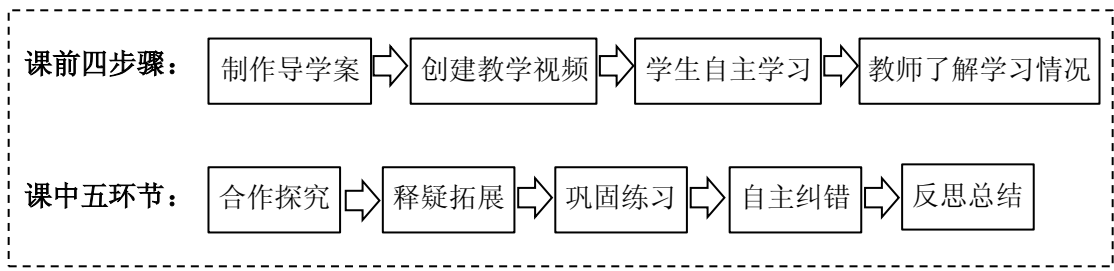 课前四步骤： 制作导学案 创建教学视频 学生自主学习 教师了解学习情况
课中五环节： 合作探究 释疑拓展 巩固练习 自主纠错 反思总结